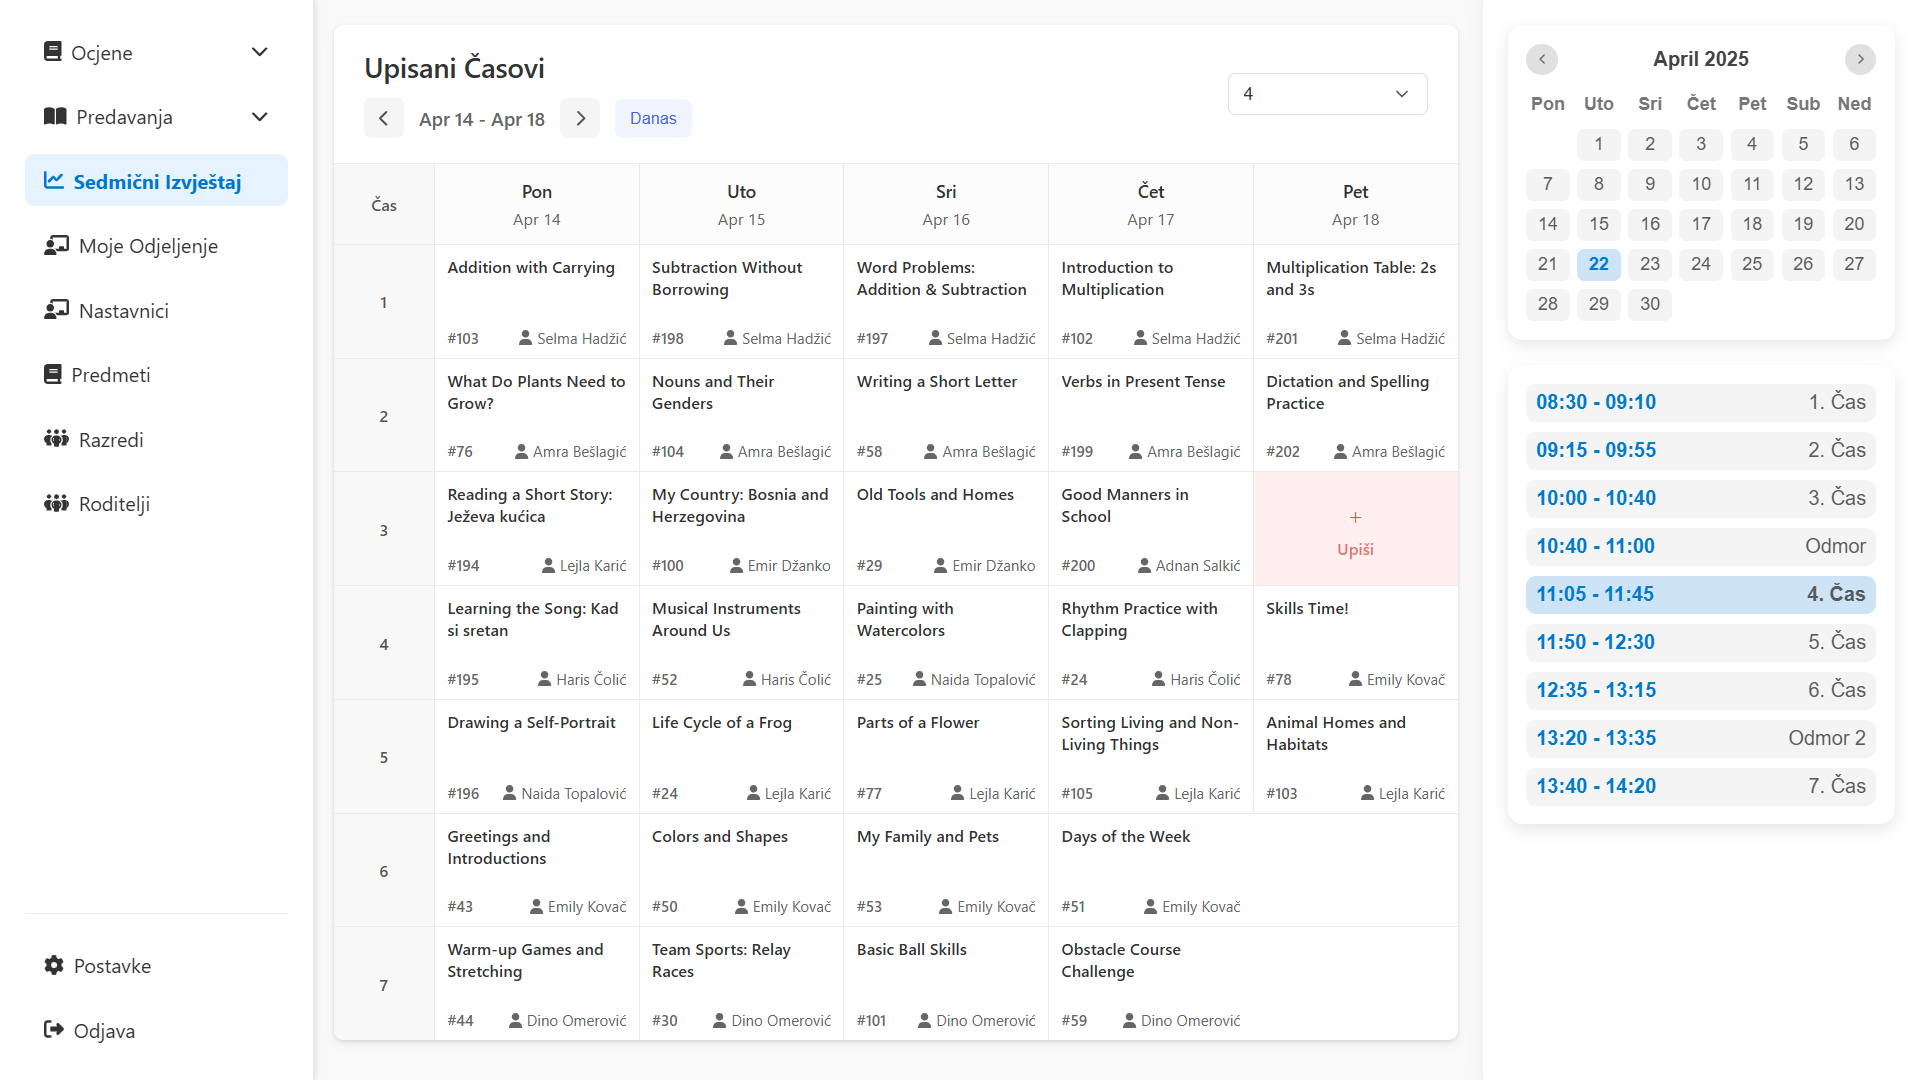 Ocjene
Predavanja
Sedmični Izvještaj
Moje Odjeljenje
Nastavnici
Predmeti
Razredi
Roditelji
Postavke
Odjava
Upisani Časovi
Apr 14 - Apr 18
Danas
4
Čas
Pon
Apr 14
Uto
Apr 15
Sri
Apr 16
Čet
Apr 17
Pet
Apr 18
1
Addition with Carrying
#103 Selma Hadžić
Subtraction Without
Borrowing
#198 Selma Hadžić
Word Problems:
Addition & Subtraction
#197 Selma Hadžić
Introduction to
Multiplication
#102 Selma Hadžić
Multiplication Table: 2s
and 3s
#201 Selma Hadžić
2
What Do Plants Need to
Grow?
#76 Amra Bešlagić
Nouns and Their
Genders
#104 Amra Bešlagić
Writing a Short Letter
#58 Amra Bešlagić
Verbs in Present Tense
#199 Amra Bešlagić
Dictation and Spelling
Practice
#202 Amra Bešlagić
3
Reading a Short Story:
Ježeva kućica
#194 Lejla Karić
My Country: Bosnia and
Herzegovina
#100 Emir Džanko
Old Tools and Homes
#29 Emir Džanko
Good Manners in
School
#200 Adnan Salkić
+
Upiši
4
Learning the Song: Kad
si sretan
#195 Haris Čolić
Musical Instruments
Around Us
#52 Haris Čolić
Painting with
Watercolors
#25 Naida Topalović
Rhythm Practice with
Clapping
#24 Haris Čolić
Skills Time!
#78 Emily Kovač
5
Drawing a Self-Portrait
#196 Naida Topalović
Life Cycle of a Frog
#24 Lejla Karić
Parts of a Flower
#77 Lejla Karić
Sorting Living and Non-
Living Things
#105 Lejla Karić
Animal Homes and
Habitats
#103 Lejla Karić
6
Greetings and
Introductions
#43 Emily Kovač
Colors and Shapes
#50 Emily Kovač
My Family and Pets
#53 Emily Kovač
Days of the Week
#51 Emily Kovač
7
Warm-up Games and
Stretching
#44 Dino Omerović
Team Sports: Relay
Races
#30 Dino Omerović
Basic Ball Skills
#101 Dino Omerović
Obstacle Course
Challenge
#59 Dino Omerović
April 2025
Pon Uto Sri Čet Pet Sub Ned
1 2 3 4 5 6
7 8 9 10 11 12 13
14 15 16 17 18 19 20
21 22 23 24 25 26 27
28 29 30
08:30 - 09:10 1. Čas
09:15 - 09:55 2. Čas
10:00 - 10:40 3. Čas
10:40 - 11:00 Odmor
11:05 - 11:45 4. Čas
11:50 - 12:30 5. Čas
12:35 - 13:15 6. Čas
13:20 - 13:35 Odmor 2
13:40 - 14:20 7. Čas